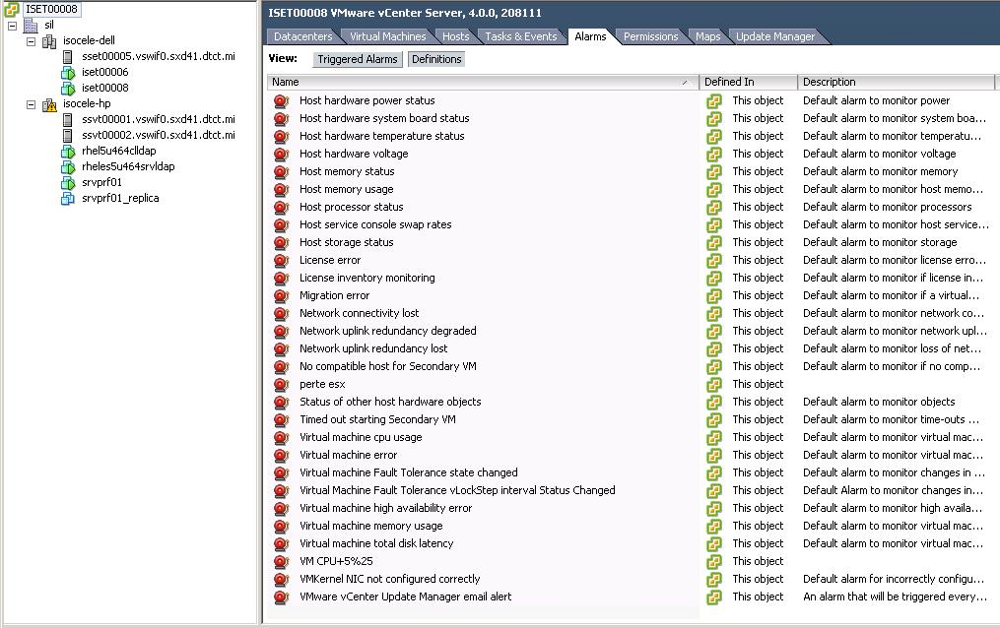 ISET00008
sil
isocele-dell
sset00005.vswif0.sxd41.dtct.mi
iset00006
iset00008
isocele-hp
ssvt00001.vswif0.sxd41.dtct.mi
ssvt00002.vswif0.sxd41.dtct.mi
rhel5u464clldap
rheles5u464srvldap
srvprf01
srvprf01_replica
ISET00008 VMware vCenter Server, 4.0.0, 208111
Datacenters Virtual Machines Hosts Tasks & Events Alarms Permissions Maps Update Manager
View: Triggered Alarms Definitions
Name Defined In Description
Host hardware power status This object Default alarm to monitor power
Host hardware system board status This object Default alarm to monitor system boa...
Host hardware temperature status This object Default alarm to monitor temperatu...
Host hardware voltage This object Default alarm to monitor voltage
Host memory status This object Default alarm to monitor memory
Host memory usage This object Default alarm to monitor host memo...
Host processor status This object Default alarm to monitor processors
Host service console swap rates This object Default alarm to monitor host service...
Host storage status This object Default alarm to monitor storage
License error This object Default alarm to monitor license erro...
License inventory monitoring This object Default alarm to monitor if license in...
Migration error This object Default alarm to monitor if a virtual...
Network connectivity lost This object Default alarm to monitor network co...
Network uplink redundancy degraded This object Default alarm to monitor network upl...
Network uplink redundancy lost This object Default alarm to monitor loss of net...
No compatible host for Secondary VM This object Default alarm to monitor if no comp...
perte esx This object
Status of other host hardware objects This object Default alarm to monitor objects
Timed out starting Secondary VM This object Default alarm to monitor time-outs ...
Virtual machine cpu usage This object Default alarm to monitor virtual mac...
Virtual machine error This object Default alarm to monitor virtual mac...
Virtual machine Fault Tolerance state changed This object Default alarm to monitor changes in ...
Virtual Machine Fault Tolerance vLockStep interval Status Changed This object Default Alarm to monitor changes in...
Virtual machine high availability error This object Default alarm to monitor high availa...
Virtual machine memory usage This object Default alarm to monitor virtual mac...
Virtual machine total disk latency This object Default alarm to monitor virtual mac...
VM CPU+5%25 This object
VMKernel NIC not configured correctly This object Default alarm for incorrectly configu...
VMware vCenter Update Manager email alert This object An alarm that will be triggered every...